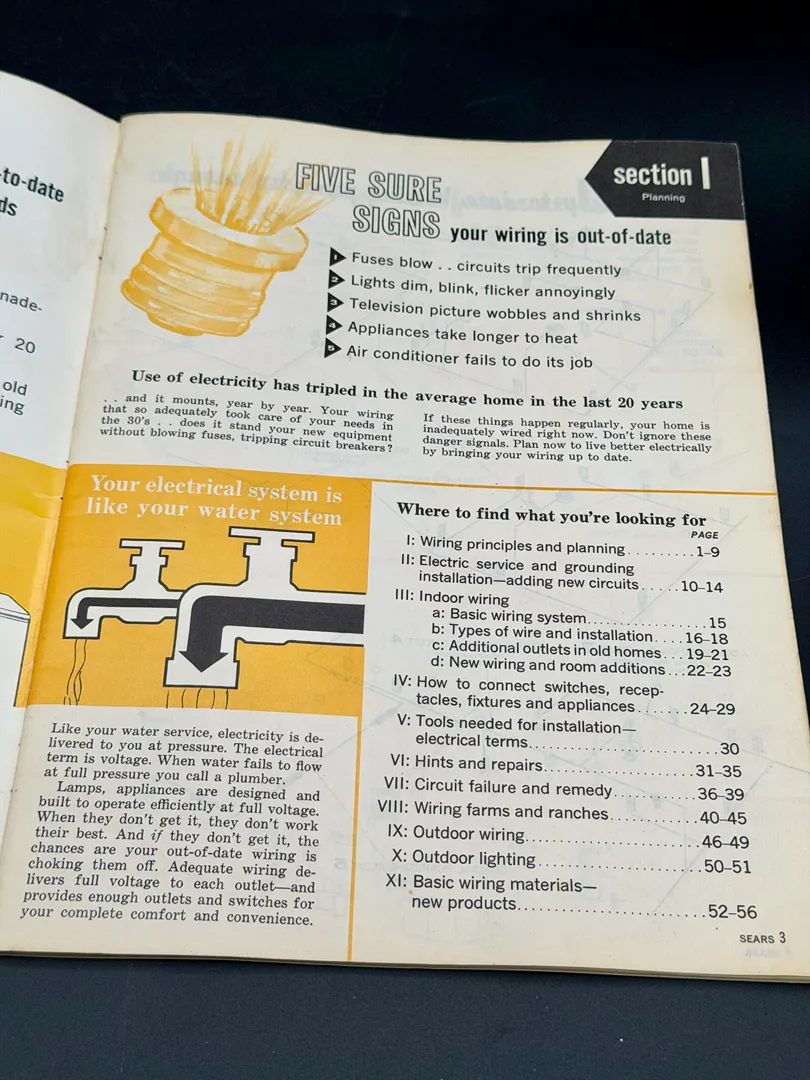 -to-date
ds
nade-
20
old
ing
section 1
Planning
FIVE SURE
SIGNS your wiring is out-of-date
1 Fuses blow . . circuits trip frequently
2 Lights dim, blink, flicker annoyingly
3 Television picture wobbles and shrinks
4 Appliances take longer to heat
5 Air conditioner fails to do its job
Use of electricity has tripled in the average home in the last 20 years
. . and it mounts, year by year. Your wiring
that so adequately took care of your needs in
the 30's . . does it stand your new equipment
without blowing fuses, tripping circuit breakers?
If these things happen regularly, your home is
inadequately wired right now. Don't ignore these
danger signals. Plan now to live better electrically
by bringing your wiring up to date.
Your electrical system is
like your water system
Like your water service, electricity is de-
livered to you at pressure. The electrical
term is voltage. When water fails to flow
at full pressure you call a plumber.
Lamps, appliances are designed and
built to operate efficiently at full voltage.
When they don't get it, they don't work
their best. And if they don't get it, the
chances are your out-of-date wiring is
choking them off. Adequate wiring de-
livers full voltage to each outlet—and
provides enough outlets and switches for
your complete comfort and convenience.
Where to find what you're looking for
PAGE
I: Wiring principles and planning.........1–9
II: Electric service and grounding
installation—adding new circuits......10–14
III: Indoor wiring
a: Basic wiring system..................15
b: Types of wire and installation....16–18
c: Additional outlets in old homes...19–21
d: New wiring and room additions...22–23
IV: How to connect switches, recep-
tacles, fixtures and appliances.......24–29
V: Tools needed for installation—
electrical terms.........................30
VI: Hints and repairs....................31–35
VII: Circuit failure and remedy...........36–39
VIII: Wiring farms and ranches............40–45
IX: Outdoor wiring.......................46–49
X: Outdoor lighting......................50–51
XI: Basic wiring materials—
new products.........................52–56
SEARS 3